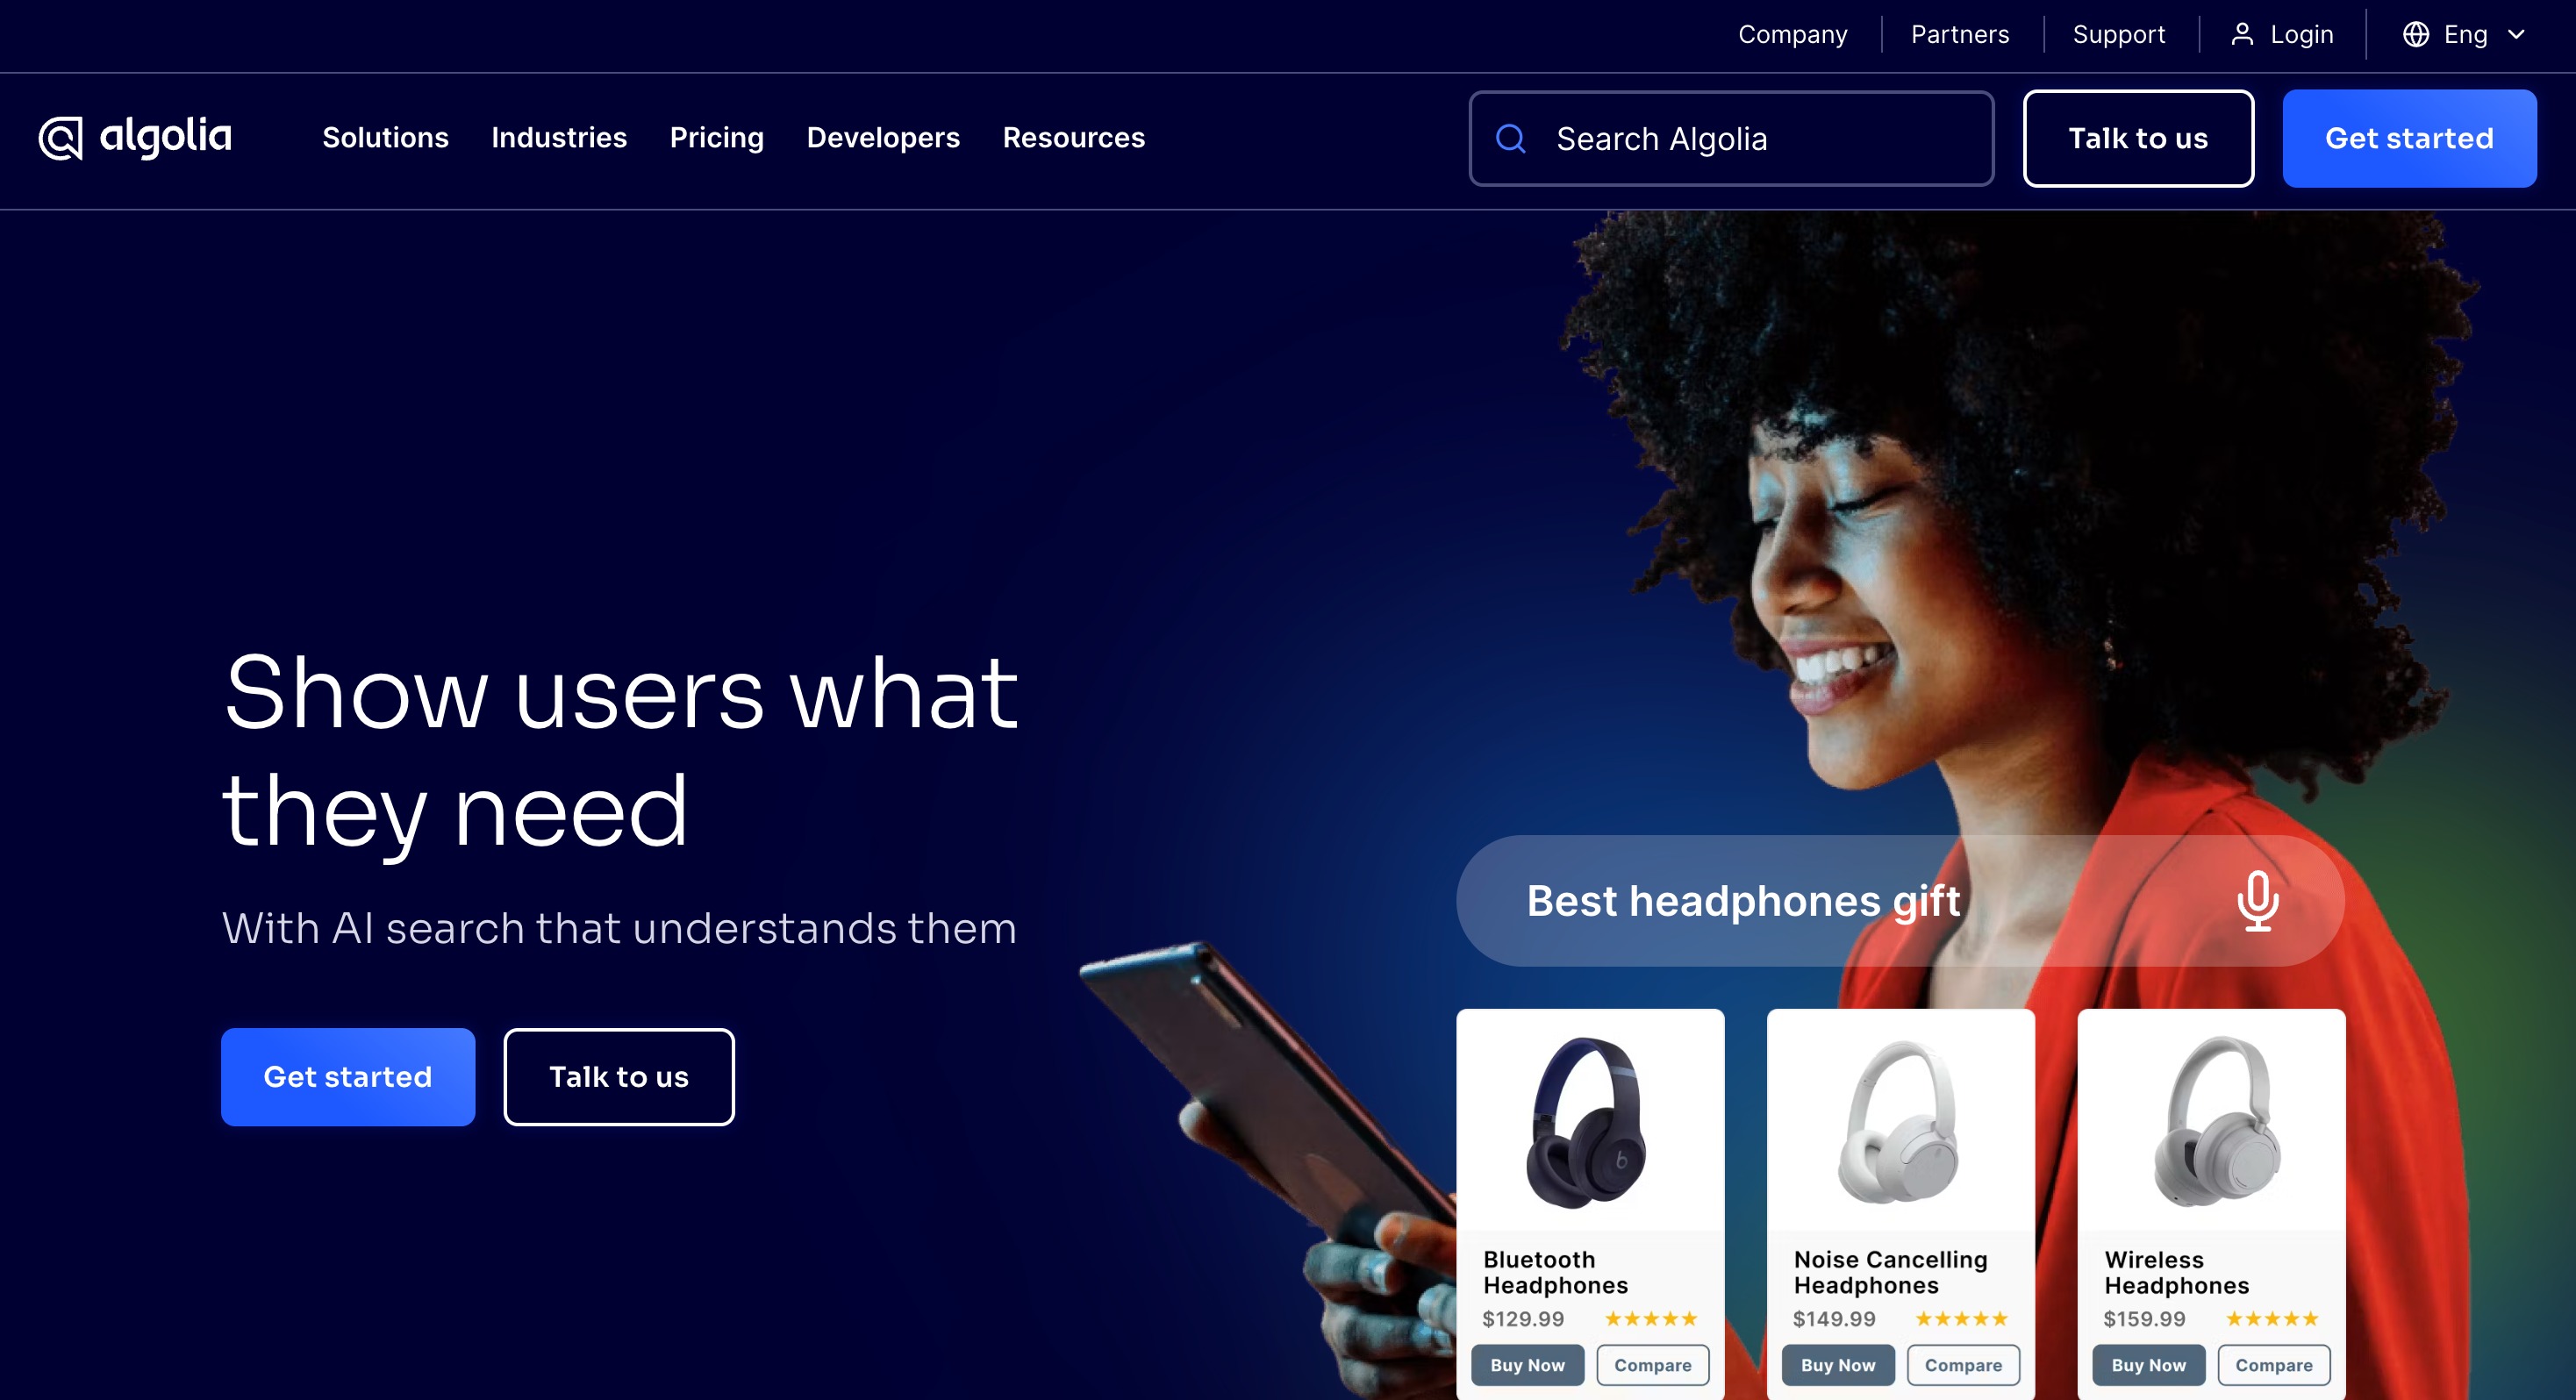 Company
Partners
Support
Login
Eng
algolia
Solutions
Industries
Pricing
Developers
Resources
Search Algolia
Talk to us
Get started
Show users what
they need
With AI search that understands them
Get started
Talk to us
Best headphones gift
Bluetooth
Headphones
$129.99
Buy Now
Compare
Noise Cancelling
Headphones
$149.99
Buy Now
Compare
Wireless
Headphones
$159.99
Buy Now
Compare